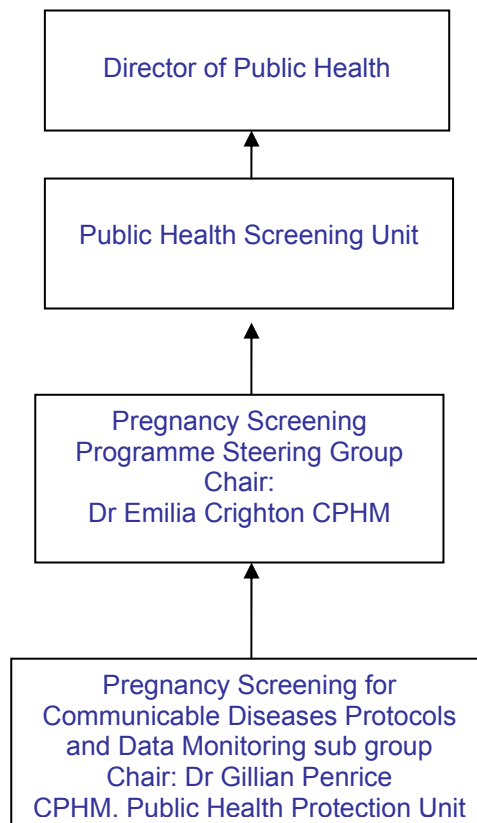 Director of Public Health
Public Health Screening Unit
Pregnancy Screening
Programme Steering Group
Chair:
Dr Emilia Crighton CPHM
Pregnancy Screening for
Communicable Diseases Protocols
and Data Monitoring sub group
Chair: Dr Gillian Penrice
CPHM. Public Health Protection Unit